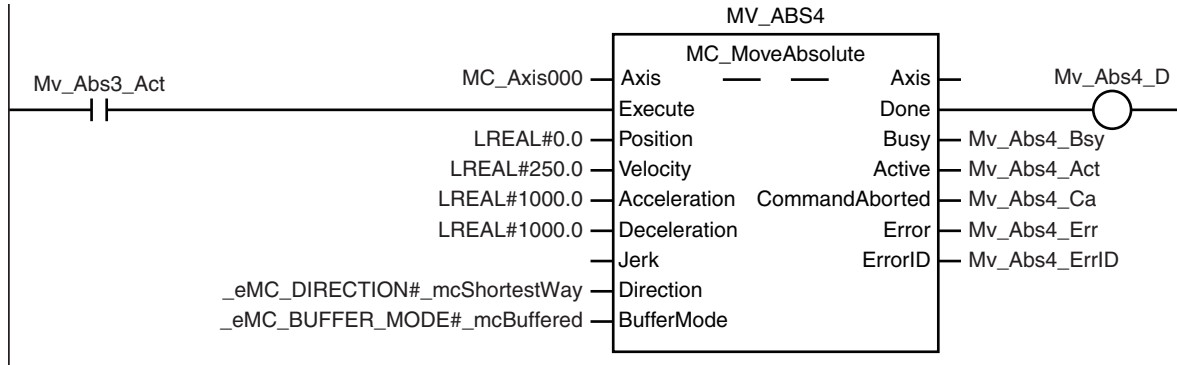 MV_ABS4
MC_MoveAbsolute
Mv_Abs3_Act
MC_Axis000 Axis Axis Mv_Abs4_D
Execute Done
LREAL#0.0 Position Busy Mv_Abs4_Bsy
LREAL#250.0 Velocity Active Mv_Abs4_Act
LREAL#1000.0 Acceleration CommandAborted Mv_Abs4_Ca
LREAL#1000.0 Deceleration Error Mv_Abs4_Err
Jerk ErrorID Mv_Abs4_ErrID
_eMC_DIRECTION#_mcShortestWay Direction
_eMC_BUFFER_MODE#_mcBuffered BufferMode